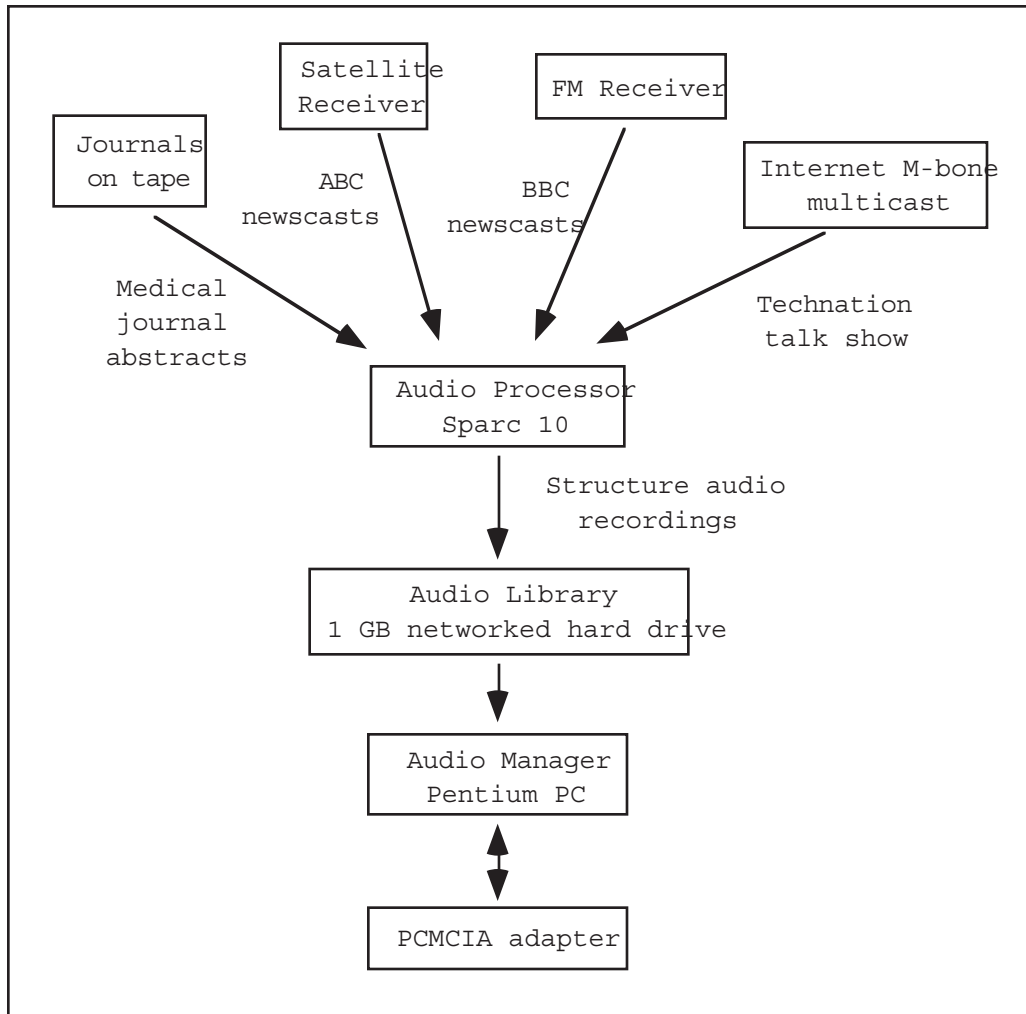 Satellite
Receiver
FM Receiver
Journals
on tape
Internet M-bone
multicast
ABC
newscasts
BBC
newscasts
Medical
journal
abstracts
Technation
talk show
Audio Processor
Sparc 10
Structure audio
recordings
Audio Library
1 GB networked hard drive
Audio Manager
Pentium PC
PCMCIA adapter